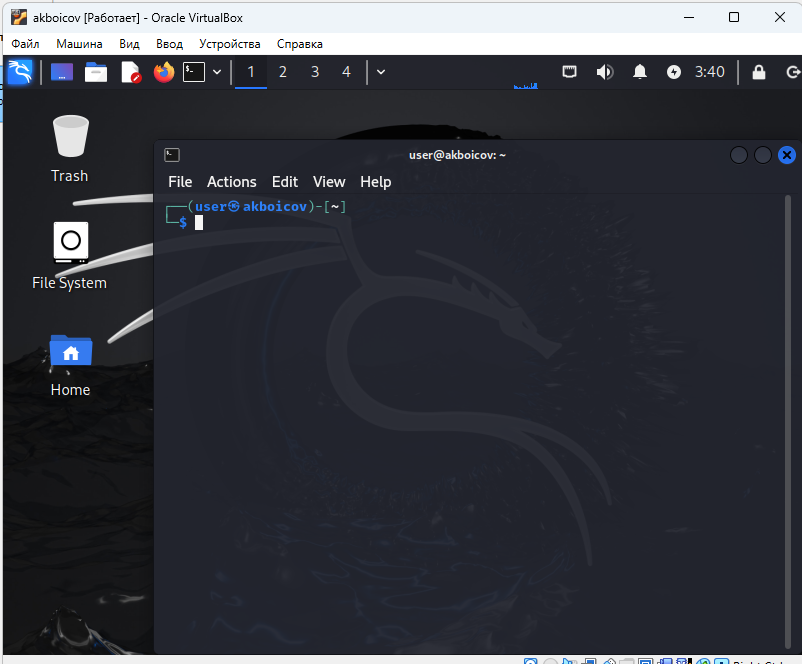 akboicov [Работает] - Oracle VirtualBox
Файл Машина Вид Ввод Устройства Справка
1 2 3 4 3:40
Trash
File System
Home
user@akboicov: ~
File Actions Edit View Help
┌──(user㉿akboicov)-[~]
└─$